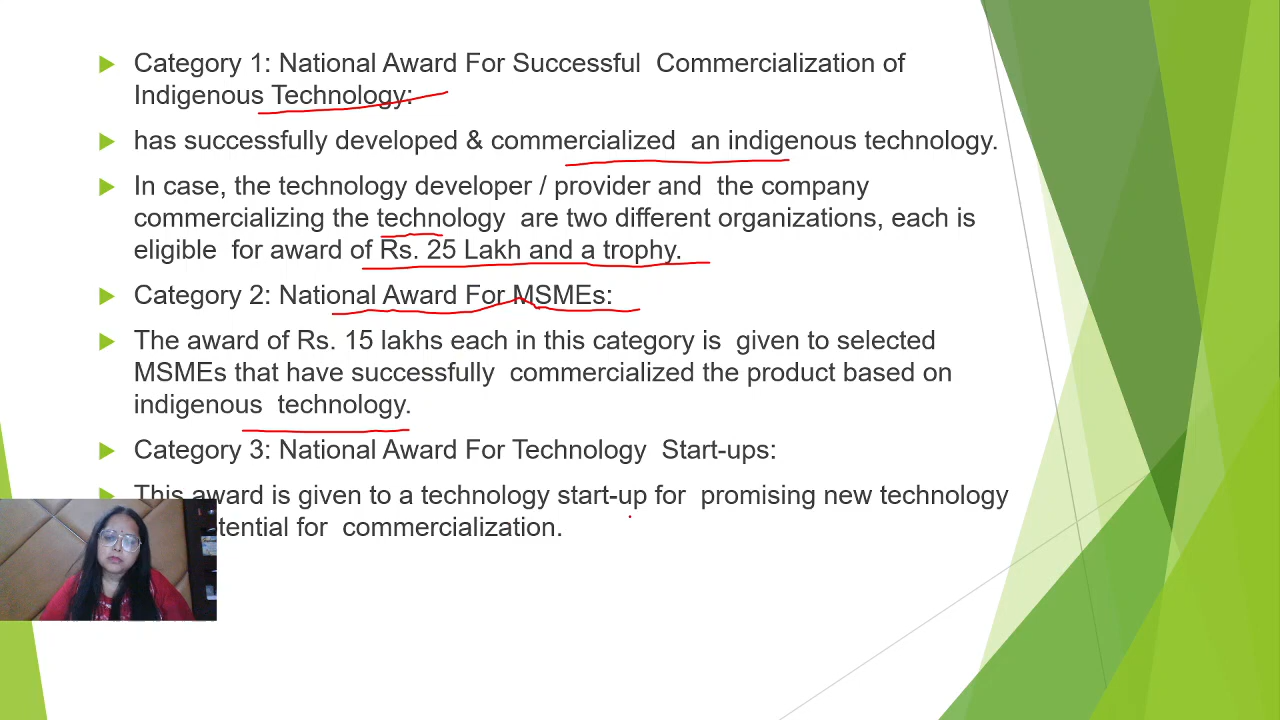 Category 1: National Award For Successful Commercialization of
Indigenous Technology:
has successfully developed & commercialized an indigenous technology.
In case, the technology developer / provider and the company
commercializing the technology are two different organizations, each is
eligible for award of Rs. 25 Lakh and a trophy.
Category 2: National Award For MSMEs:
The award of Rs. 15 lakhs each in this category is given to selected
MSMEs that have successfully commercialized the product based on
indigenous technology.
Category 3: National Award For Technology Start-ups:
This award is given to a technology start-up for promising new technology
tential for commercialization.